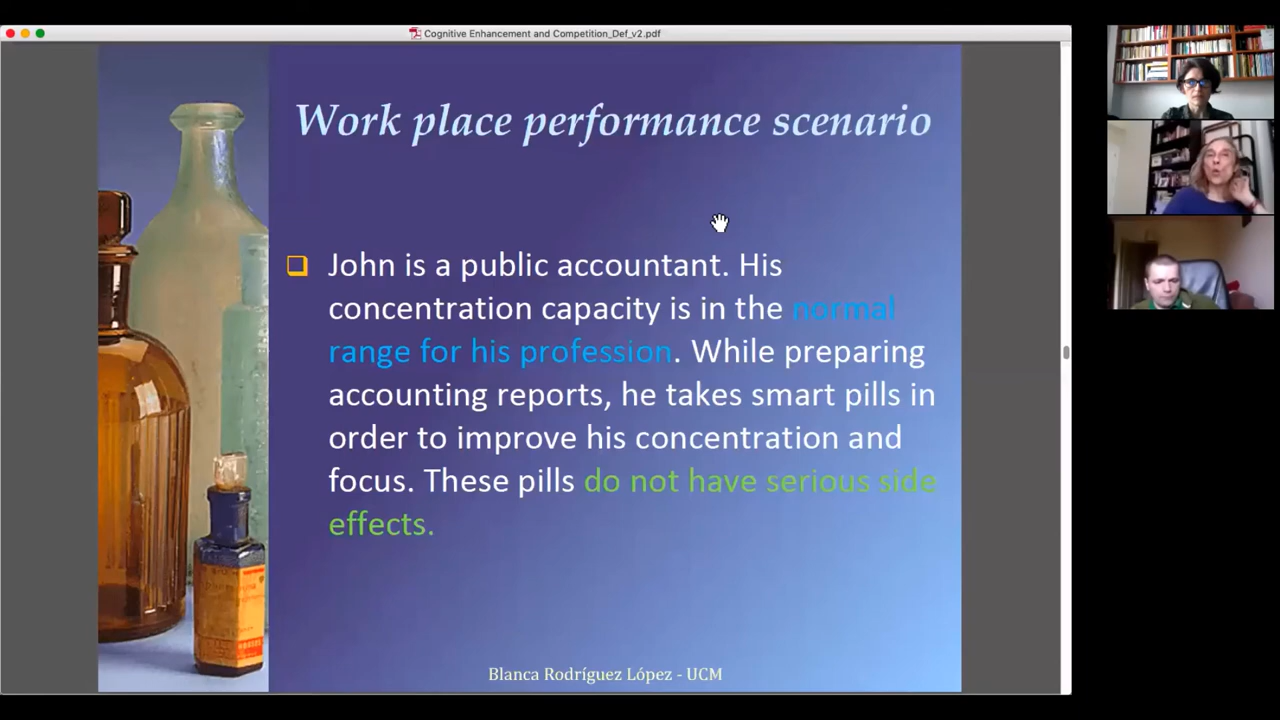 Cognitive Enhancement and Competition_Def_v2.pdf
Work place performance scenario
John is a public accountant. His
concentration capacity is in the normal
range for his profession. While preparing
accounting reports, he takes smart pills in
order to improve his concentration and
focus. These pills do not have serious side
effects.
Blanca Rodríguez López - UCM